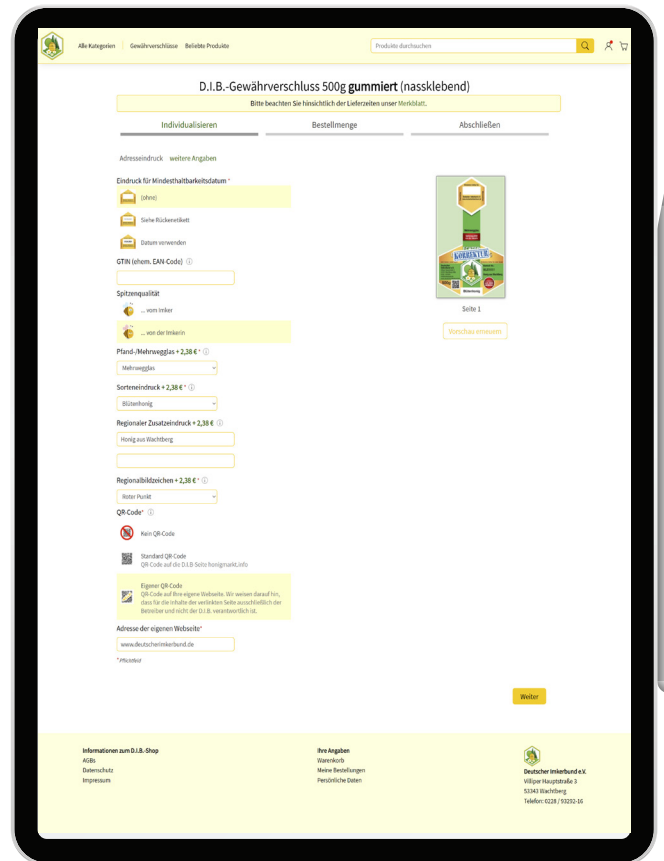 Alle Kategorien
Gewährverschlüsse
Beliebte Produkte
Produkte durchsuchen
D.I.B.-Gewährverschluss 500g gummiert (nassklebend)
Bitte beachten Sie hinsichtlich der Lieferzeiten unser Merkblatt.
Individualisieren
Bestellmenge
Abschließen
Adresseindruck weitere Angaben
Eindruck für Mindesthaltbarkeitsdatum *
(ohne)
Siehe Rückenetikett
Datum verwenden
GTIN (ehem. EAN-Code)
Spitzenqualität
... vom Imker
... von der Imkerin
Pfand-/Mehrwegglas + 2,38 € *
Mehrwegglas
Sorteneindruck + 2,38 € *
Blütenhonig
Regionaler Zusatzeindruck + 2,38 €
Honig aus Wachtberg
Regionalbildzeichen + 2,38 € *
Roter Punkt
QR-Code*
Kein QR-Code
Standard QR-Code
QR-Code auf die D.I.B-Seite honigmarkt.info
Eigener QR-Code
QR-Code auf Ihre eigene Webseite. Wir weisen darauf hin,
dass für die Inhalte der verlinkten Seite ausschließlich der
Betreiber und nicht der D.I.B. verantwortlich ist.
Adresse der eigenen Webseite*
www.deutscherimkerbund.de
* Pflichtfeld
KORREKTUR
Blütenhonig
Seite 1
Vorschau erneuern
Weiter
Informationen zum D.I.B.-Shop
AGBs
Datenschutz
Impressum
Ihre Angaben
Warenkorb
Meine Bestellungen
Persönliche Daten
Deutscher Imkerbund e.V.
Villiper Hauptstraße 3
53343 Wachtberg
Telefon: 0228 / 93292-16